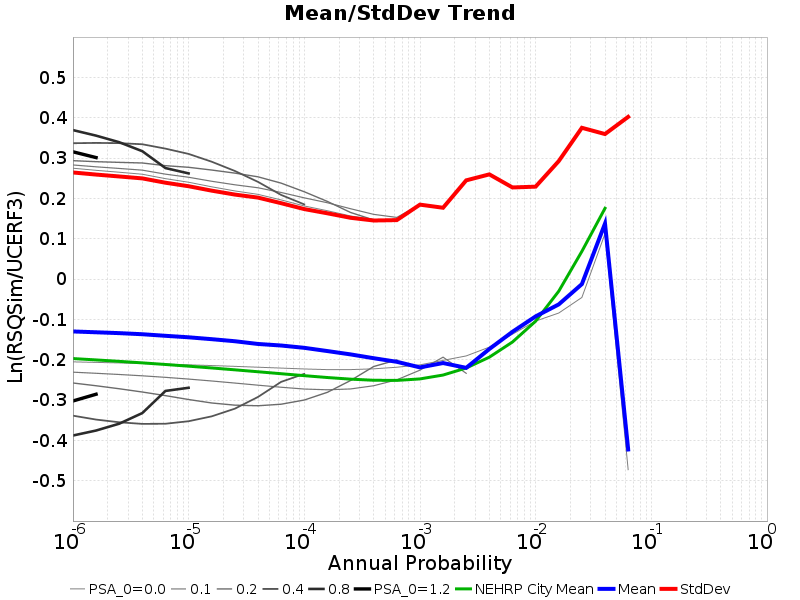 Mean/StdDev Trend
Ln(RSQSim/UCERF3)
0.5
0.4
0.3
0.2
0.1
0
-0.1
-0.2
-0.3
-0.4
-0.5
10^-6 10^-5 10^-4 10^-3 10^-2 10^-1 10^0
Annual Probability
PSA_0=0.0 0.1 0.2 0.4 0.8 PSA_0=1.2 NEHRP City Mean Mean StdDev